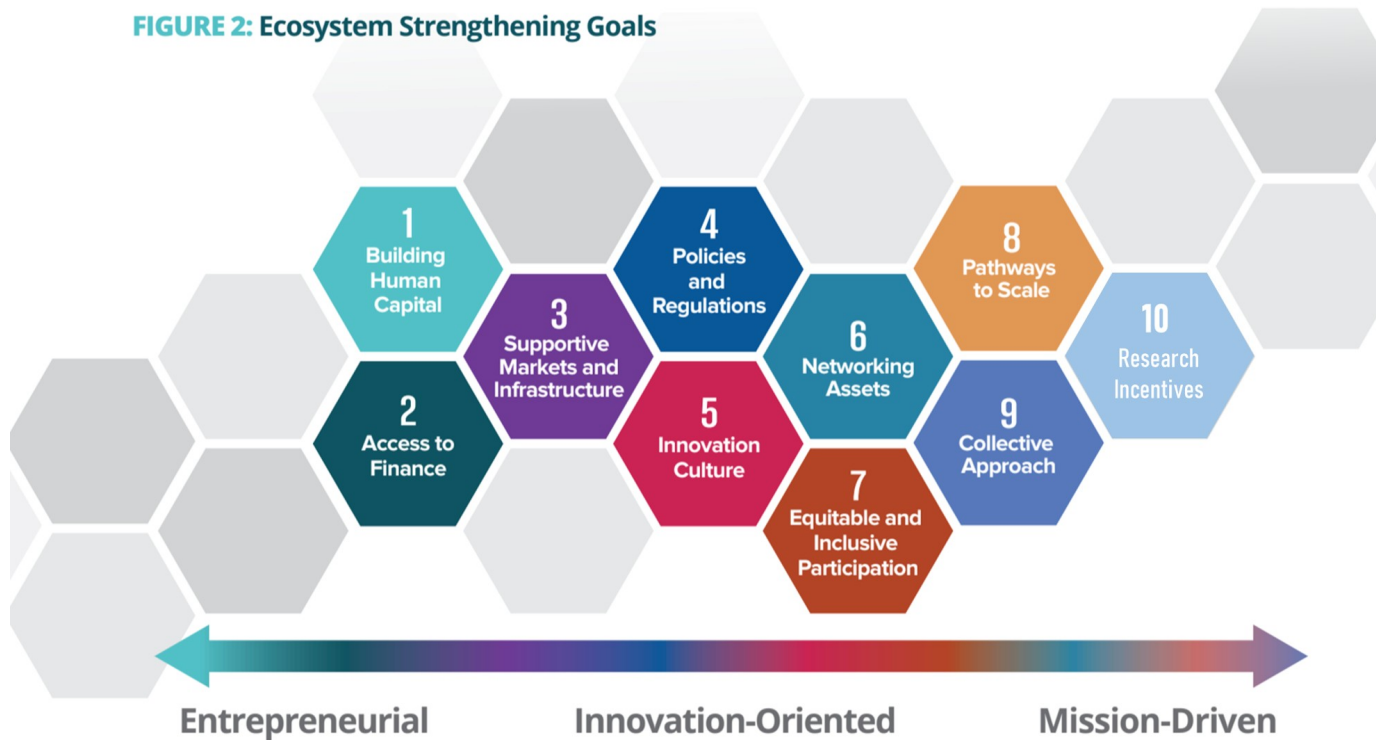 FIGURE 2: Ecosystem Strengthening Goals
1
Building
Human
Capital
2
Access to
Finance
3
Supportive
Markets and
Infrastructure
4
Policies
and
Regulations
5
Innovation
Culture
6
Networking
Assets
7
Equitable and
Inclusive
Participation
8
Pathways
to Scale
9
Collective
Approach
10
Research
Incentives
Entrepreneurial
Innovation-Oriented
Mission-Driven